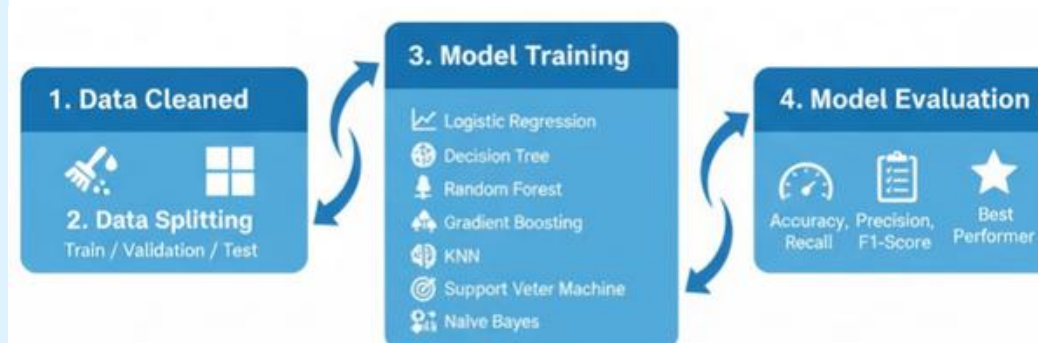 1. Data Cleaned
2. Data Splitting
Train / Validation / Test
3. Model Training
Logistic Regression
Decision Tree
Random Forest
Gradient Boosting
KNN
Support Veter Machine
Naïve Bayes
4. Model Evaluation
Accuracy,
Recall
Precision,
F1-Score
Best
Performer